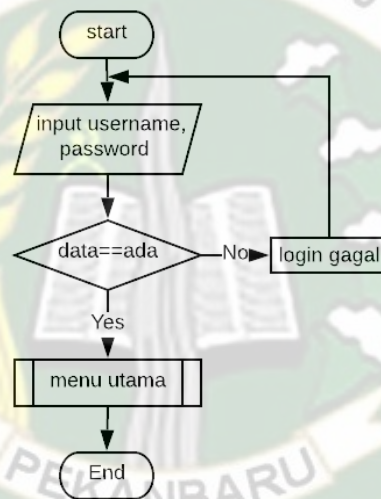 start
input username,
password
data==ada
No
login gagal
Yes
menu utama
End
PEKANBARU